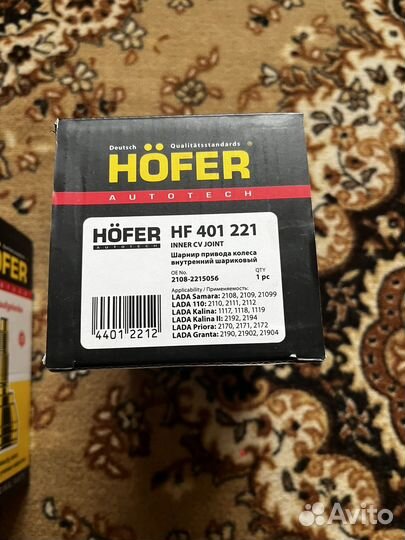 Deutsch Qualitätsstandards
HÖFER®
AUTOTECH
HÖFER
AUTOTECH
HF 401 221
INNER CV JOINT
Шарнир привода колеса
внутренний шариковый
OE No. QTY
2108-2215056 1 pc
Applicability / Применяемость:
LADA Samara: 2108, 2109, 21099
LADA 110: 2110, 2111, 2112
LADA Kalina: 1117, 1118, 1119
LADA Kalina II: 2192, 2194
LADA Priora: 2170, 2171, 2172
LADA Granta: 2190, 21902, 21904
44012212
HÖFER
Avito